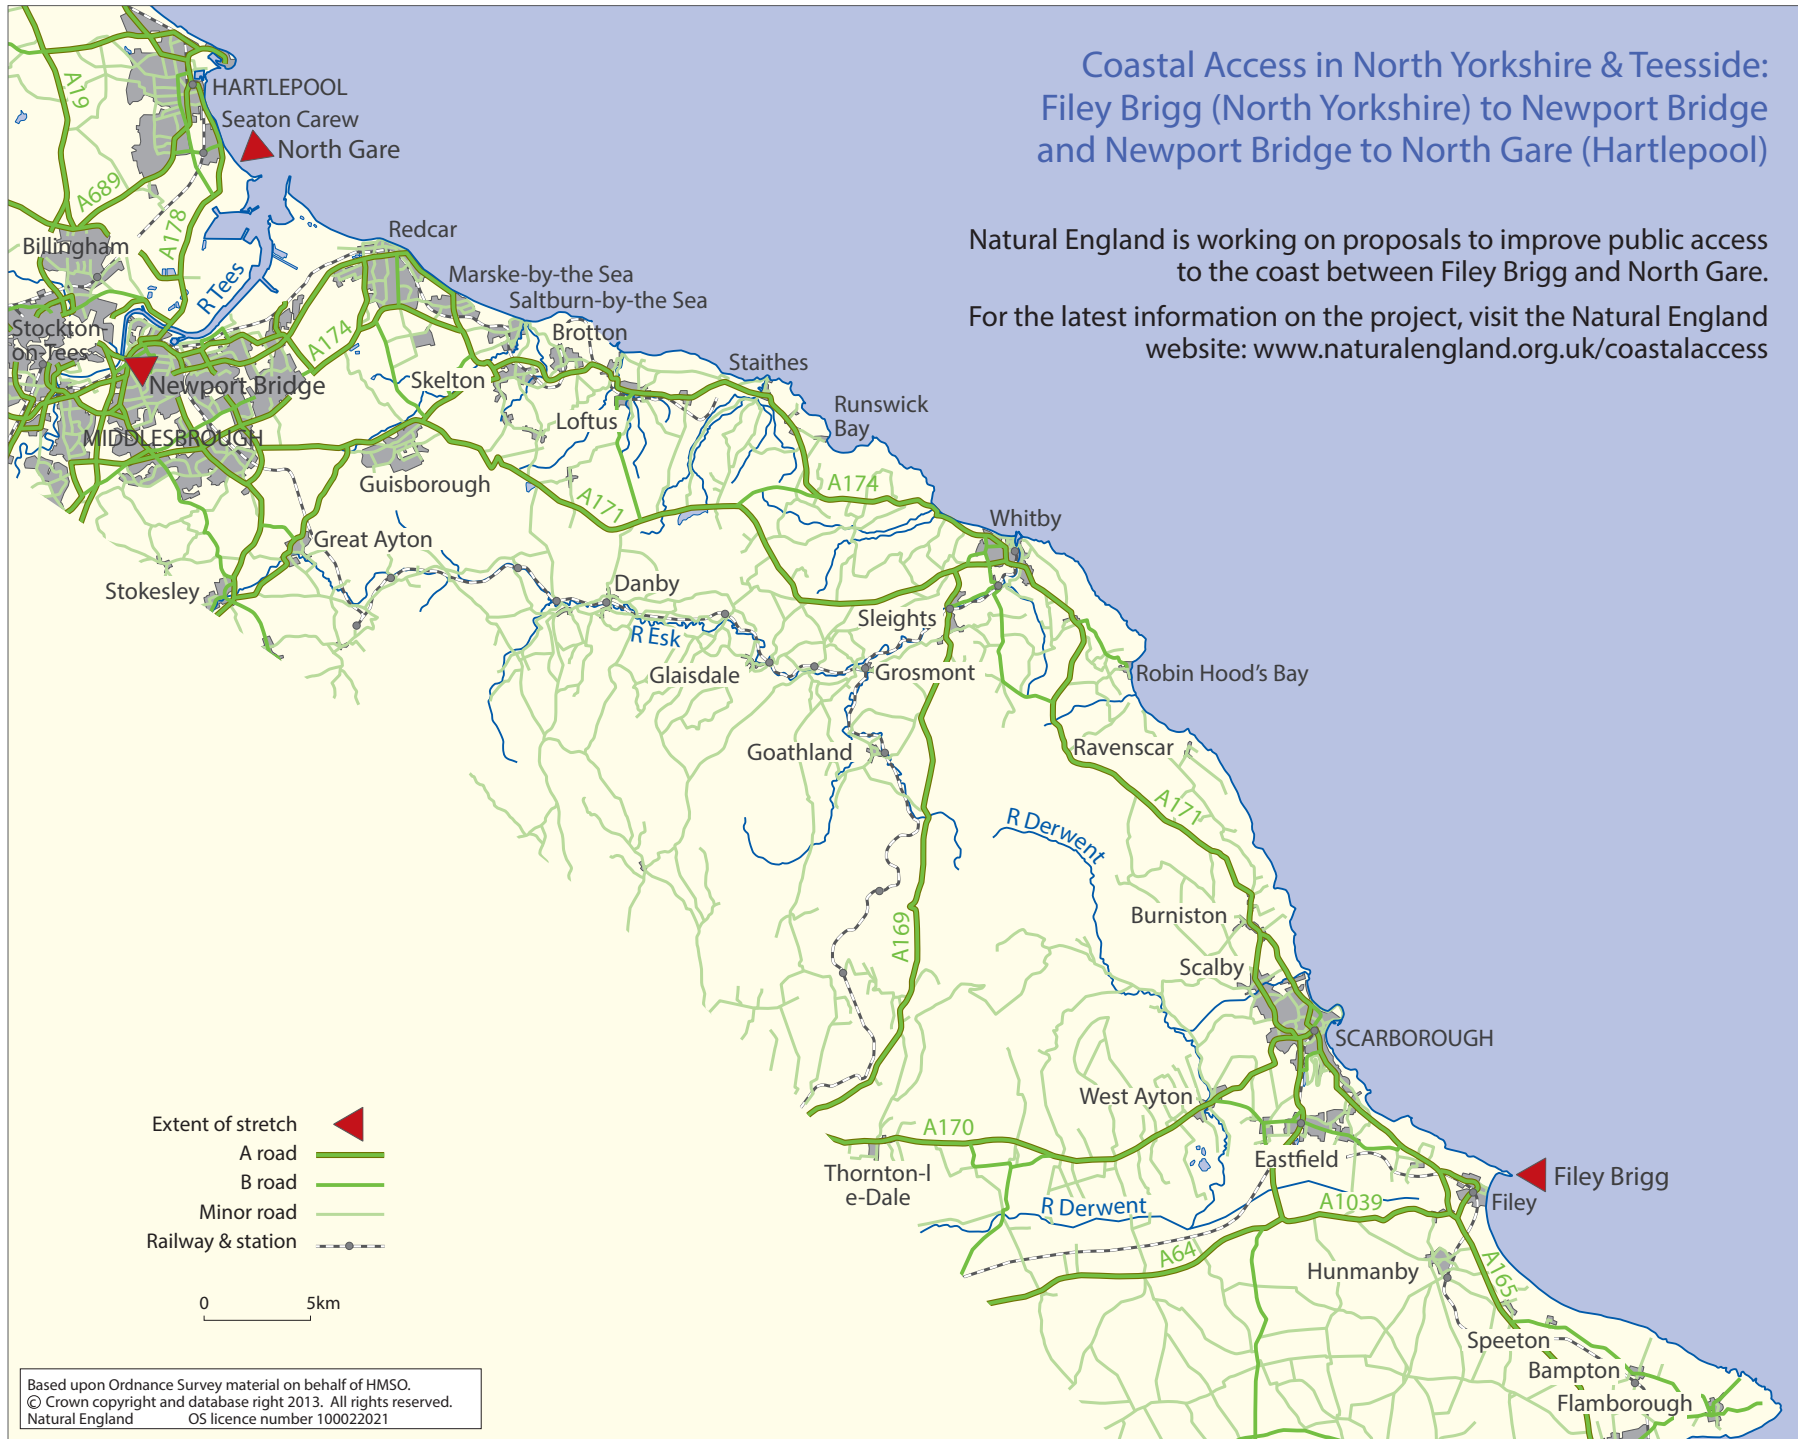 Coastal Access in North Yorkshire & Teesside:
Filey Brigg (North Yorkshire) to Newport Bridge
and Newport Bridge to North Gare (Hartlepool)
Natural England is working on proposals to improve public access
to the coast between Filey Brigg and North Gare.
For the latest information on the project, visit the Natural England
website: www.naturalengland.org.uk/coastalaccess
A19
HARTLEPOOL
Seaton Carew
North Gare
A689
A178
Billingham
R Tees
Redcar
Marske-by-the Sea
Saltburn-by-the Sea
Stockton-
on-Tees
Brotton
A174
Staithes
Newport Bridge
Skelton
Runswick
Bay
Loftus
MIDDLESBROUGH
Guisborough
A171
A174
Whitby
Great Ayton
Stokesley
Danby
Sleights
R Esk
Glaisdale
Grosmont
Robin Hood's Bay
Goathland
Ravenscar
A171
R Derwent
Burniston
A169
Scalby
SCARBOROUGH
West Ayton
A170
Thornton-l
e-Dale
Eastfield
Filey Brigg
R Derwent
A1039
Filey
A64
Hunmanby
A165
Speeton
Bampton
Flamborough
Extent of stretch
A road
B road
Minor road
Railway & station
0 5km
Based upon Ordnance Survey material on behalf of HMSO.
© Crown copyright and database right 2013. All rights reserved.
Natural England OS licence number 100022021